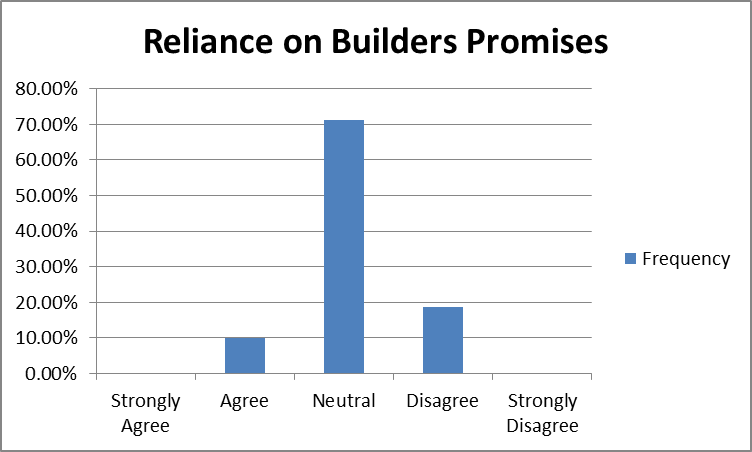 Reliance on Builders Promises
80.00%
70.00%
60.00%
50.00%
40.00%
30.00%
20.00%
10.00%
0.00%
Frequency
Strongly Agree Neutral Disagree Strongly
Agree Disagree